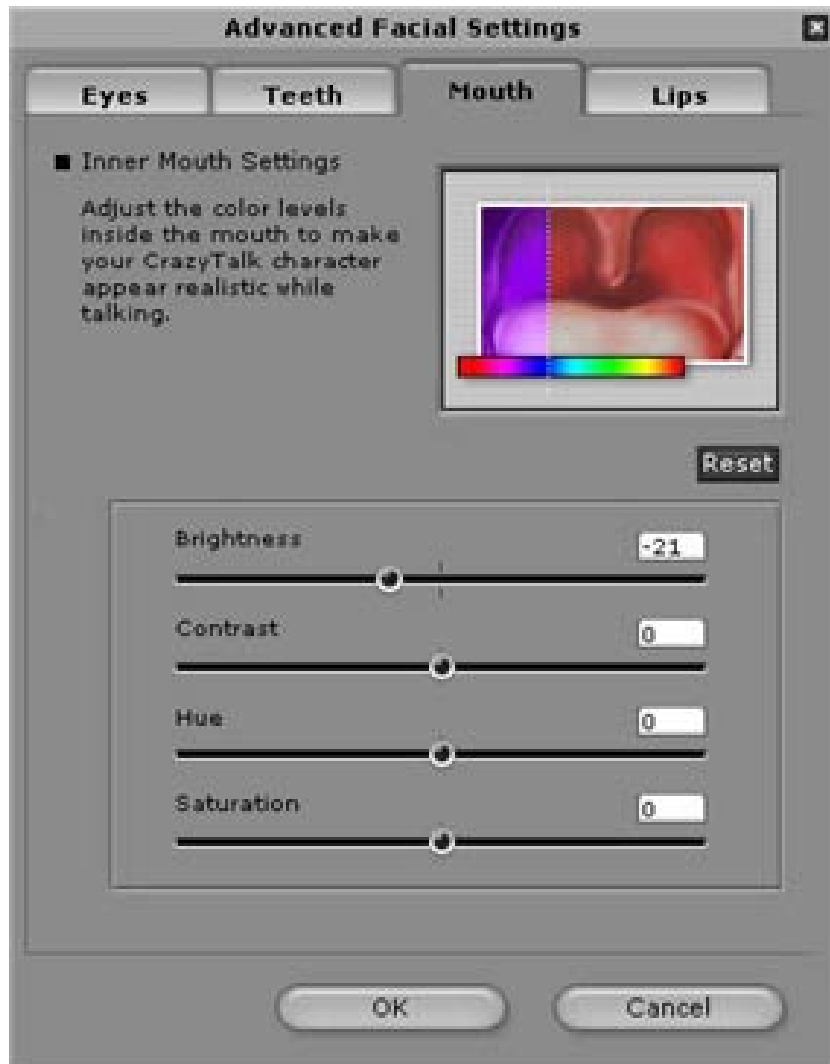 Advanced Facial Settings
Eyes
Teeth
Mouth
Lips
Inner Mouth Settings
Adjust the color levels
inside the mouth to make
your CrazyTalk character
appear realistic while
talking.
Reset
Brightness
-21
Contrast
0
Hue
0
Saturation
0
OK
Cancel